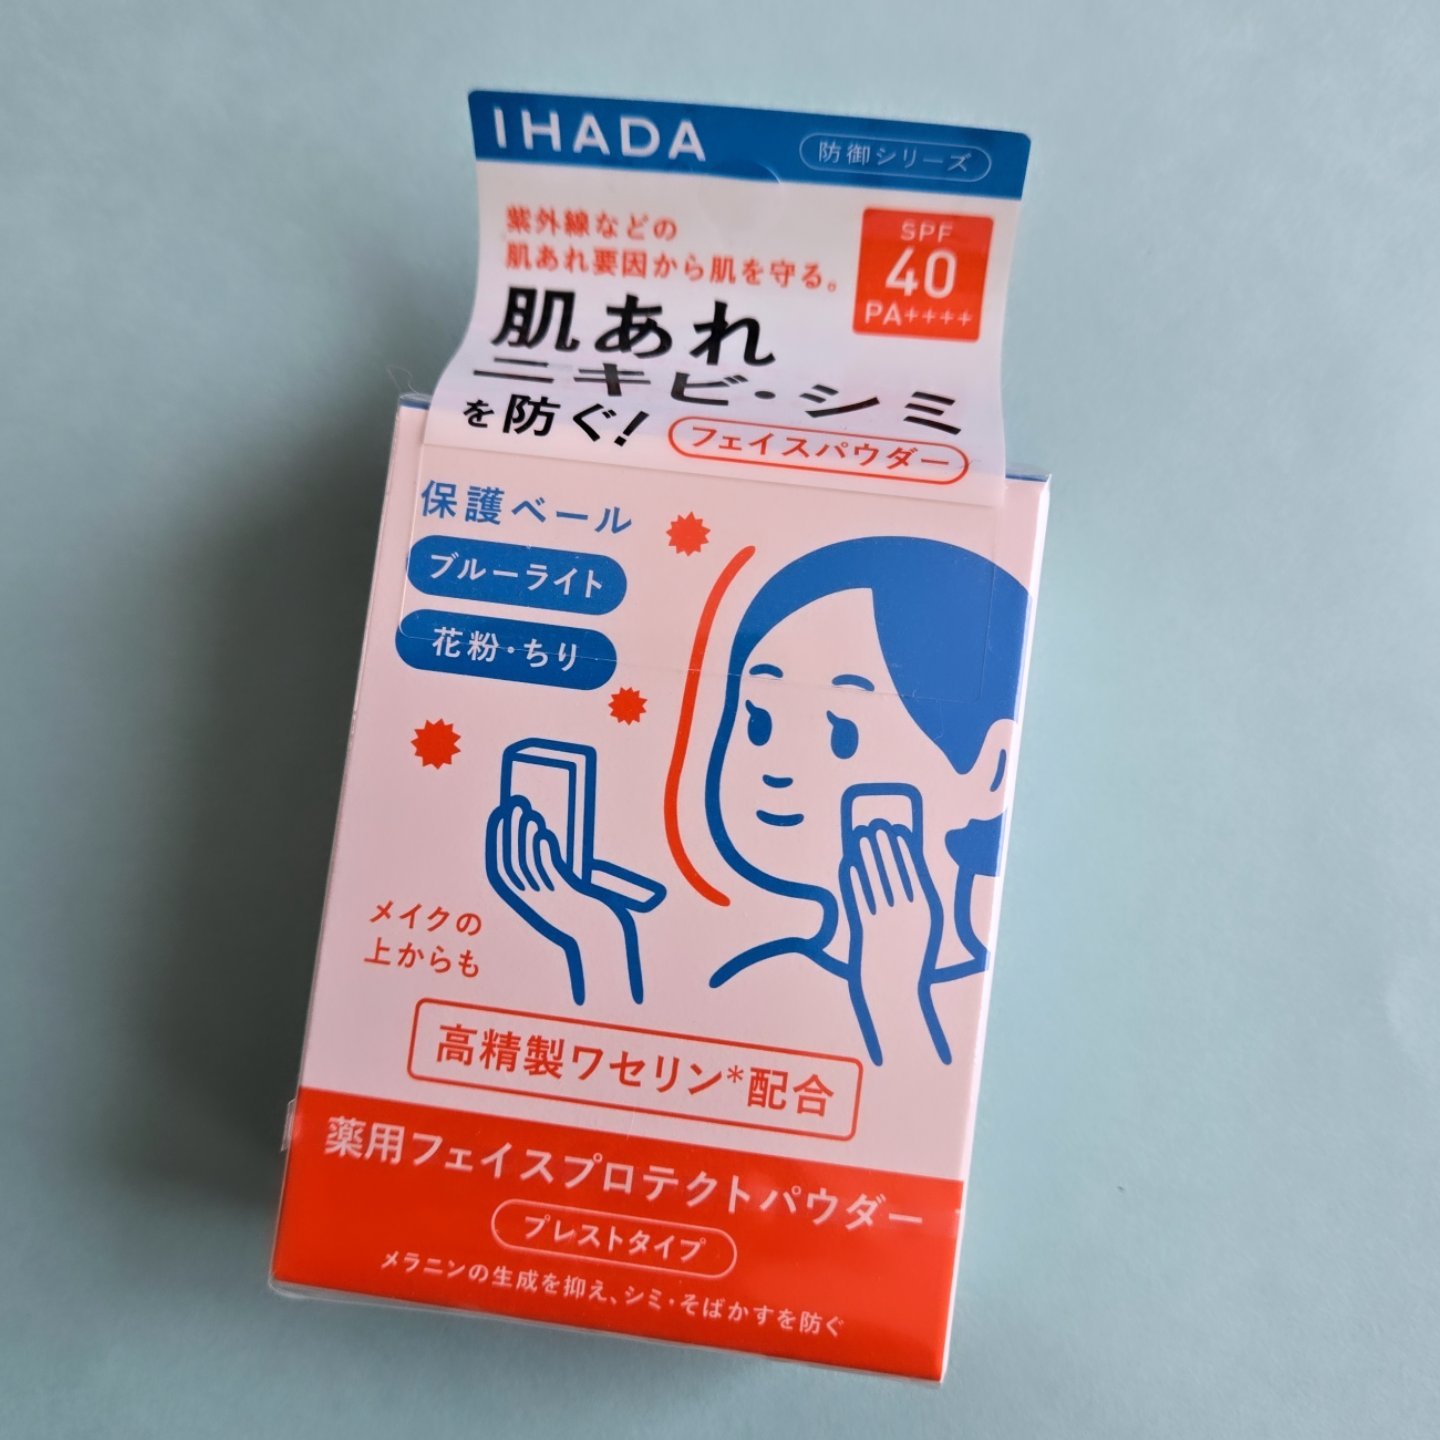 IHADA
防御シリーズ
紫外線などの
肌あれ要因から肌を守る。
SPF
40
PA++++
肌あれ
ニキビ・シミ
を防ぐ!
フェイスパウダー
保護ベール
ブルーライト
花粉・ちり
メイクの
上からも
高精製ワセリン*配合
薬用フェイスプロテクトパウダー
プレストタイプ
メラニンの生成を抑え、シミ・そばかすを防ぐ